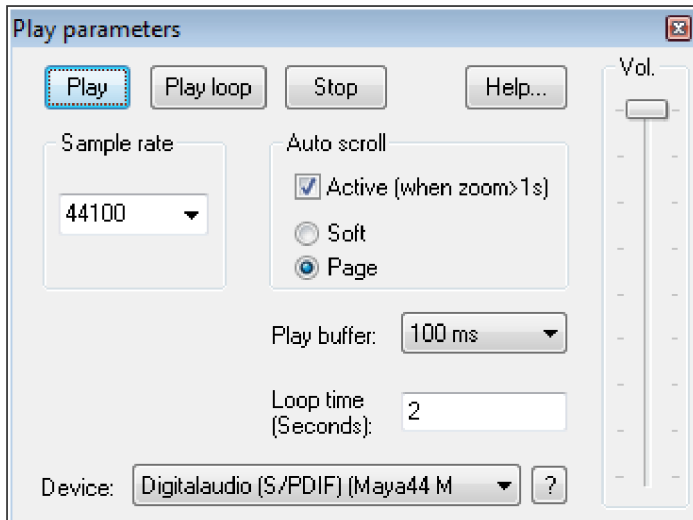 Play parameters
Play Play loop Stop Help... Vol.
Sample rate Auto scroll
Active (when zoom>1s)
44100
Soft
Page
Play buffer: 100 ms
Loop time
(Seconds): 2
Device: Digitalaudio (S/PDIF) (Maya44 M ?